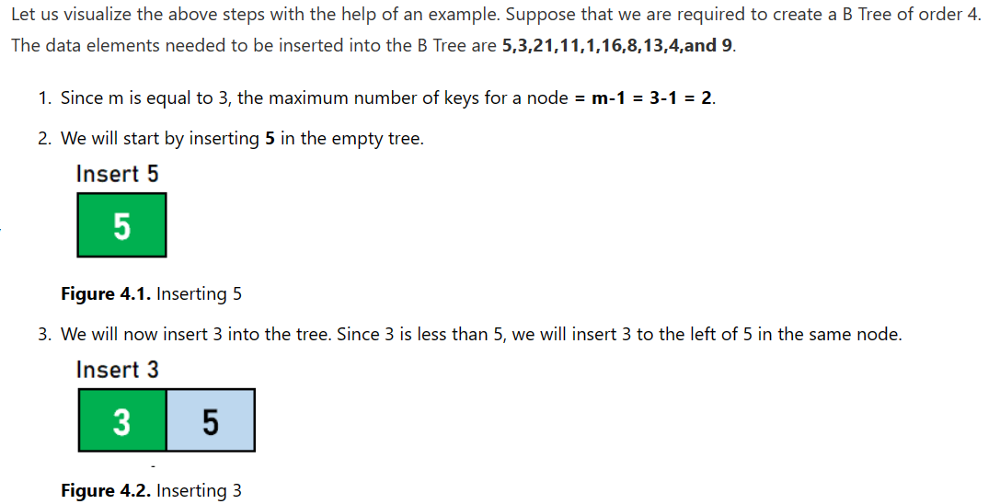 Let us visualize the above steps with the help of an example. Suppose that we are required to create a B Tree of order 4.
The data elements needed to be inserted into the B Tree are 5,3,21,11,1,16,8,13,4,and 9.
1. Since m is equal to 3, the maximum number of keys for a node = m-1 = 3-1 = 2.
2. We will start by inserting 5 in the empty tree.
Insert 5
5
Figure 4.1. Inserting 5
3. We will now insert 3 into the tree. Since 3 is less than 5, we will insert 3 to the left of 5 in the same node.
Insert 3
3 5
Figure 4.2. Inserting 3